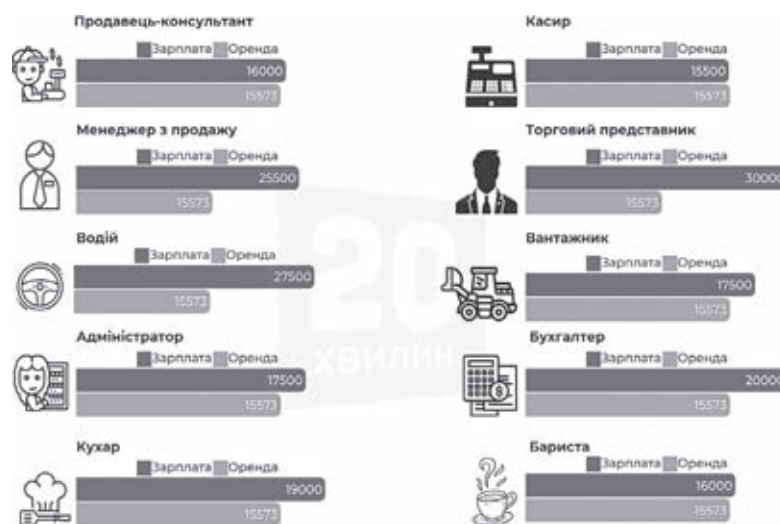 Продавець-консультант
Зарплата Оренда
16000
15573
Касир
Зарплата Оренда
15500
15573
Менеджер з продажу
Зарплата Оренда
25500
15573
Торговий представник
Зарплата Оренда
30000
15573
Водій
Зарплата Оренда
27500
15573
Вантажник
Зарплата Оренда
17500
15573
Адміністратор
Зарплата Оренда
17500
15573
Бухгалтер
Зарплата Оренда
20000
15573
Кухар
Зарплата Оренда
19000
15573
Бариста
Зарплата Оренда
16000
15573
20
ХВИЛИН